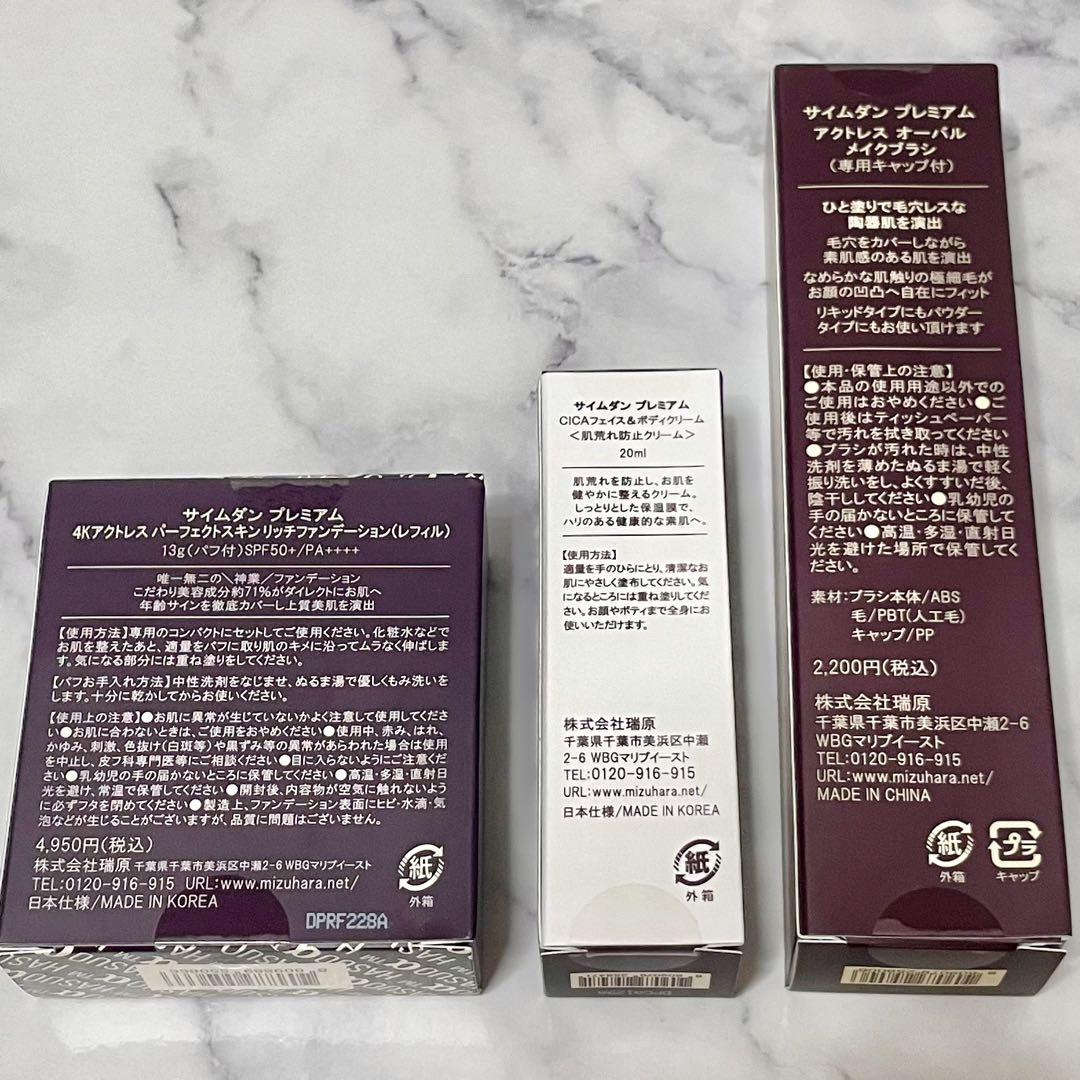 サイムダン プレミアム
4Kアクトレス パーフェクトスキン リッチファンデーション(レフィル)
13g(パフ付)SPF50+/PA++++
唯一無二の＼神業／ファンデーション
こだわり美容成分約71%がダイレクトにお肌へ
年齢サインを徹底カバーし上質美肌を演出
【使用方法】専用のコンパクトにセットしてご使用ください。化粧水などで
お肌を整えたあと、適量をパフに取り肌のキメに沿ってムラなく伸ばしま
す。気になる部分には重ね塗りをしてください。
【パフお手入れ方法】中性洗剤をなじませ、ぬるま湯で優しくもみ洗いを
します。十分に乾かしてからお使いください。
【使用上の注意】●お肌に異常が生じていないかよく注意して使用してくださ
い●お肌に合わないときは、ご使用をおやめください●使用中、赤み、はれ、
かゆみ、刺激、色抜け(白斑等)や黒ずみ等の異常があらわれた場合は使用
を中止し、皮フ科専門医等にご相談ください●目に入らないようにご注意くだ
さい●乳幼児の手の届かないところに保管してください●高温・多湿・直射日
光を避け、常温で保管してください●開封後、内容物が空気に触れないよう
に必ずフタを閉めてください●製造上、ファンデーション表面にヒビ・水滴・気
泡などが生じることがございますが、品質に問題はございません。
4,950円(税込)
株式会社瑞原 千葉県千葉市美浜区中瀬2-6 WBGマリブイースト
TEL:0120-916-915 URL:www.mizuhara.net/
日本仕様/MADE IN KOREA
紙
外箱
DPRF228A
サイムダン プレミアム
CICAフェイス&ボディクリーム
＜肌荒れ防止クリーム＞
20ml
肌荒れを防止し、お肌を
健やかに整えるクリーム。
しっとりとした保湿膜で、
ハリのある健康的な素肌へ。
【使用方法】
適量を手のひらにとり、清潔なお
肌にやさしく塗布してください。気
になるところには重ね塗りしてくだ
さい。お顔やボディまで全身にお
使いいただけます。
株式会社瑞原
千葉県千葉市美浜区中瀬
2-6 WBGマリブイースト
TEL:0120-916-915
URL:www.mizuhara.net/
日本仕様/MADE IN KOREA
紙
外箱
サイムダン プレミアム
アクトレス オーバル
メイクブラシ
(専用キャップ付)
ひと塗りで毛穴レスな
陶器肌を演出
毛穴をカバーしながら
素肌感のある肌を演出
なめらかな肌触りの極細毛が
お顔の凹凸へ自在にフィット
リキッドタイプにもパウダー
タイプにもお使い頂けます
【使用・保管上の注意】
●本品の使用用途以外での
ご使用はおやめください●ご
使用後はティッシュペーパー
等で汚れを拭き取ってください
●ブラシが汚れた時は、中性
洗剤を薄めたぬるま湯で軽く
振り洗いをし、よくすすいだ後、
陰干ししてください●乳幼児の
手の届かないところに保管して
ください●高温・多湿・直射日
光を避けた場所で保管してくだ
さい。
素材:ブラシ本体/ABS
毛/PBT(人工毛)
キャップ/PP
2,200円(税込)
株式会社瑞原
千葉県千葉市美浜区中瀬2-6
WBGマリブイースト
TEL:0120-916-915
URL:www.mizuhara.net/
MADE IN CHINA
紙
外箱
プラ
キャップ